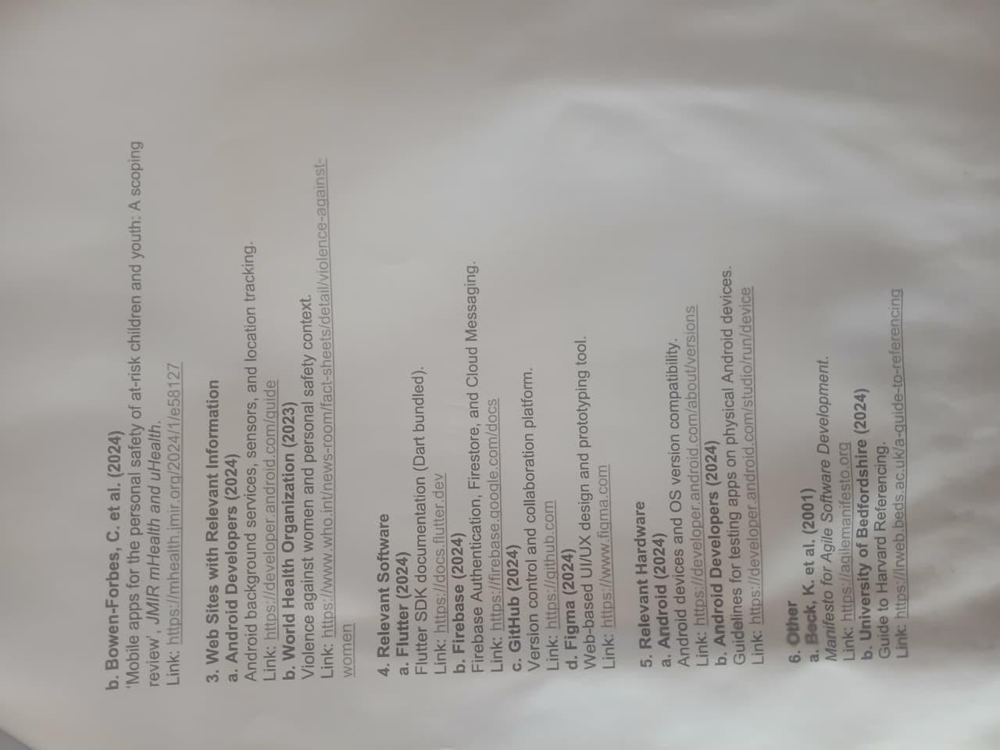 b. Bowen-Forbes, C. et al. (2024)
'Mobile apps for the personal safety of at-risk children and youth: A scoping
review', JMIR mHealth and uHealth.
Link: https://mhealth.jmir.org/2024/1/e58127
3. Web Sites with Relevant Information
a. Android Developers (2024)
Android background services, sensors, and location tracking.
Link: https://developer.android.com/guide
b. World Health Organization (2023)
Violence against women and personal safety context.
Link: https://www.who.int/news-room/fact-sheets/detail/violence-against-
women
4. Relevant Software
a. Flutter (2024)
Flutter SDK documentation (Dart bundled).
Link: https://docs.flutter.dev
b. Firebase (2024)
Firebase Authentication, Firestore, and Cloud Messaging.
Link: https://firebase.google.com/docs
c. GitHub (2024)
Version control and collaboration platform.
Link: https://github.com
d. Figma (2024)
Web-based UI/UX design and prototyping tool.
Link: https://www.figma.com
5. Relevant Hardware
a. Android (2024)
Android devices and OS version compatibility.
Link: https://developer.android.com/about/versions
b. Android Developers (2024)
Guidelines for testing apps on physical Android devices.
Link: https://developer.android.com/studio/run/device
6. Other
a. Beck, K. et al. (2001)
Manifesto for Agile Software Development.
Link: https://agilemanifesto.org
b. University of Bedfordshire (2024)
Guide to Harvard Referencing.
Link: https://lrweb.beds.ac.uk/a-guide-to-referencing